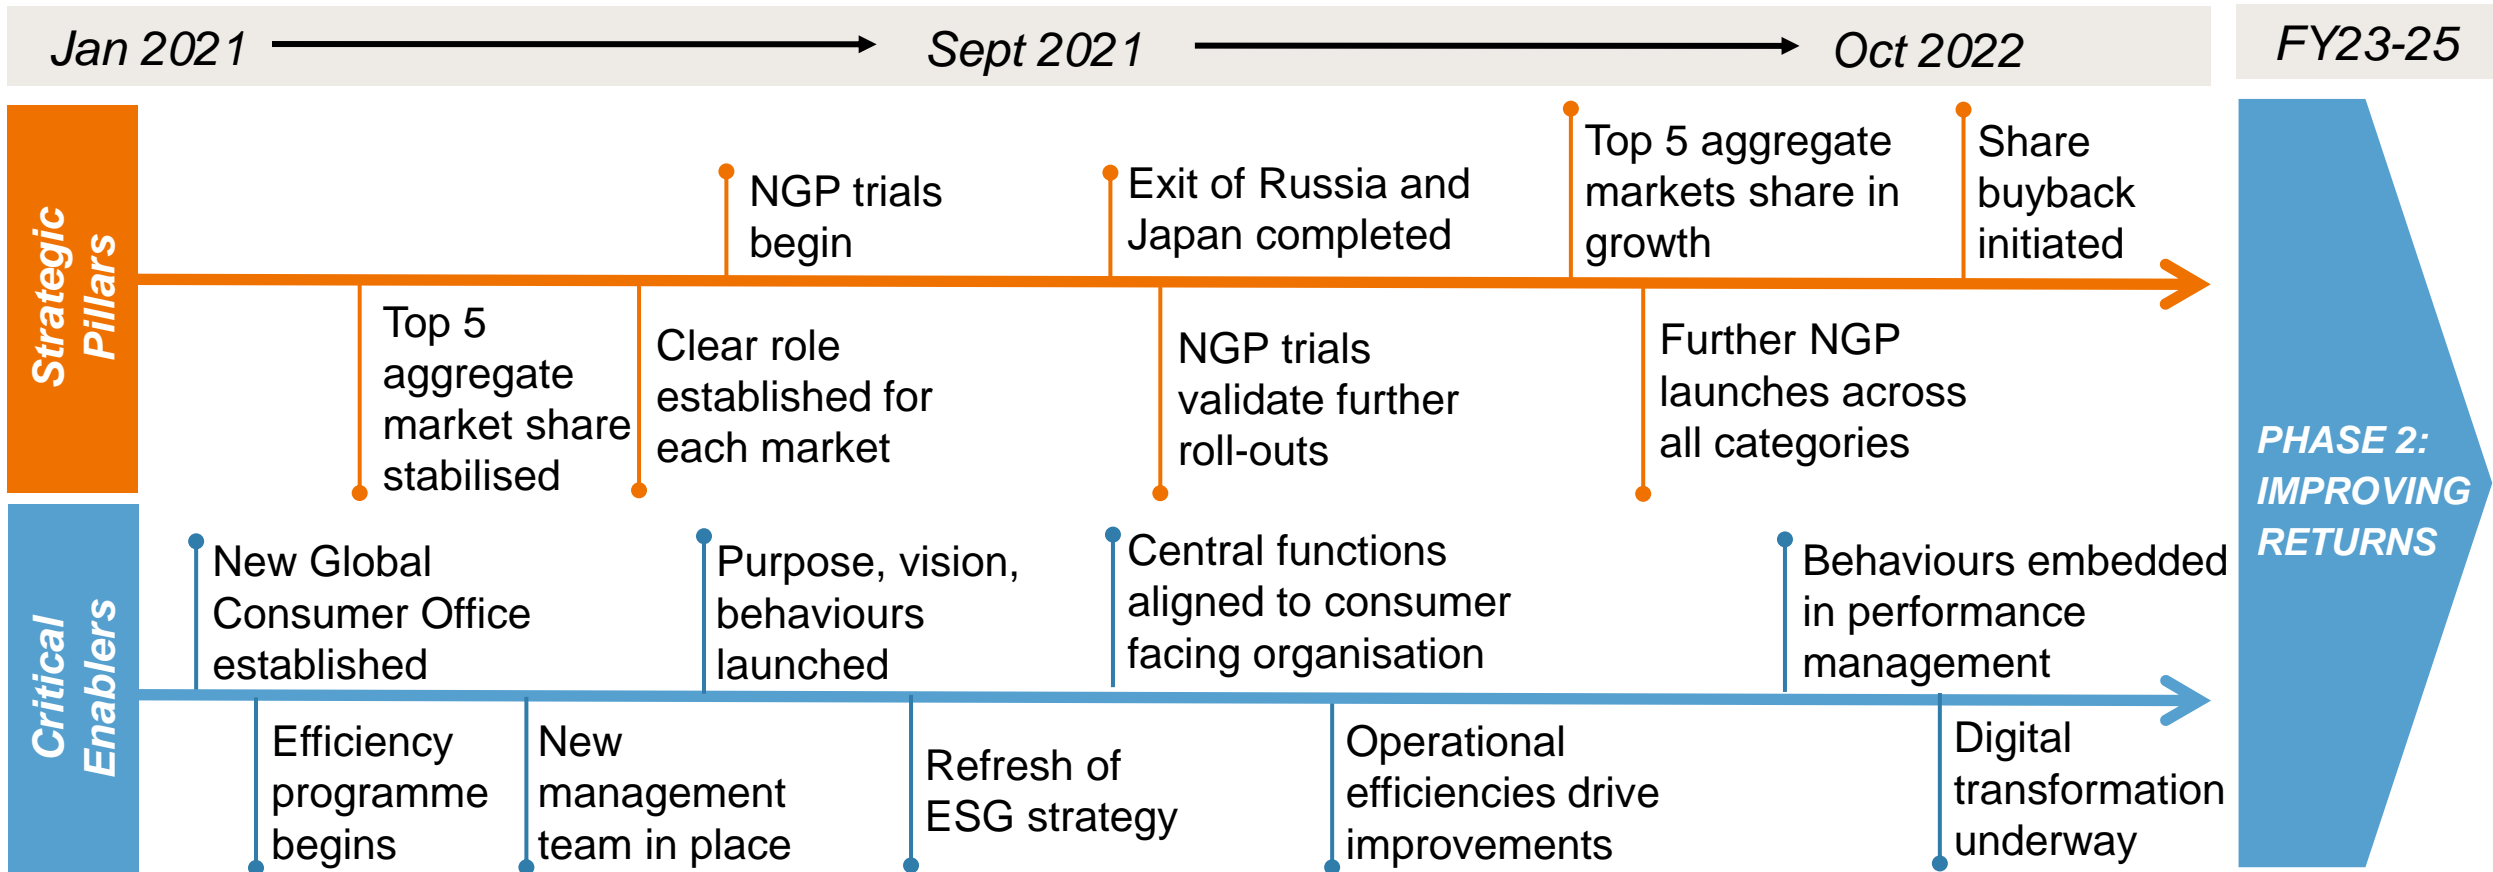 Jan 2021
Sept 2021
Oct 2022
FY23-25
Strategic
Pillars
NGP trials
begin
Exit of Russia and
Japan completed
Top 5 aggregate
markets share in
growth
Share
buyback
initiated
Top 5
aggregate
market share
stabilised
Clear role
established for
each market
NGP trials
validate further
roll-outs
Further NGP
launches across
all categories
Critical
Enablers
New Global
Consumer Office
established
Purpose, vision,
behaviours
launched
Central functions
aligned to consumer
facing organisation
Behaviours embedded
in performance
management
Efficiency
programme
begins
New
management
team in place
Refresh of
ESG strategy
Operational
efficiencies drive
improvements
Digital
transformation
underway
PHASE 2:
IMPROVING
RETURNS